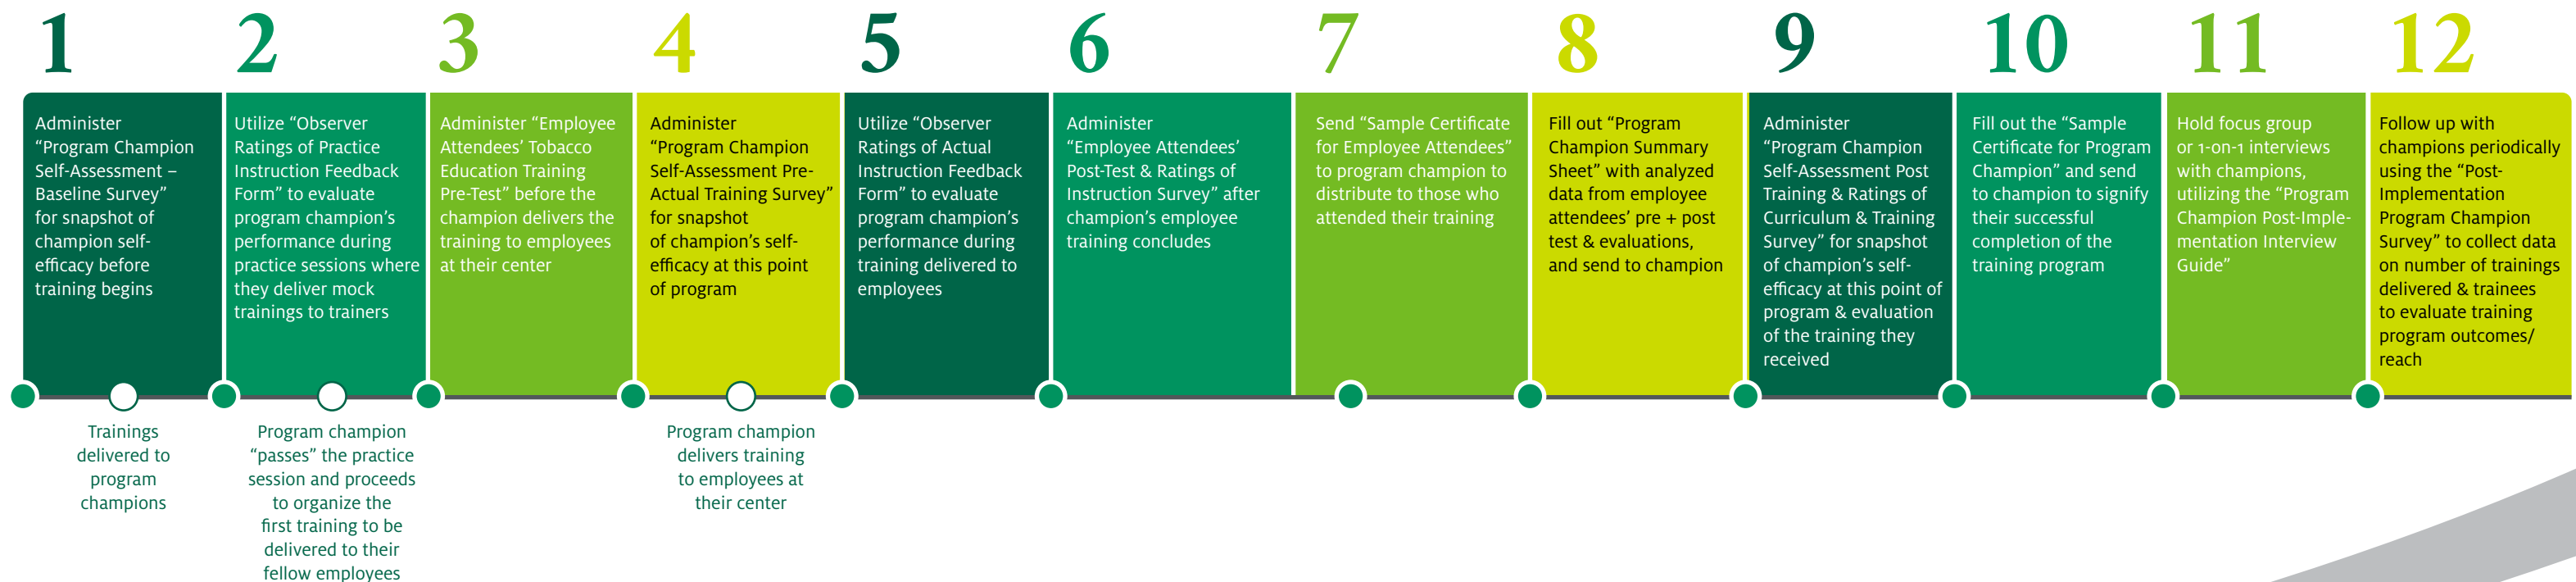 1
Administer
“Program Champion
Self-Assessment –
Baseline Survey”
for snapshot of
champion self-
efficacy before
training begins
2
Utilize “Observer
Ratings of Practice
Instruction Feedback
Form” to evaluate
program champion’s
performance during
practice sessions where
they deliver mock
trainings to trainers
3
Administer “Employee
Attendees’ Tobacco
Education Training
Pre-Test” before the
champion delivers the
training to employees
at their center
4
Administer
“Program Champion
Self-Assessment Pre-
Actual Training Survey”
for snapshot
of champion’s self-
efficacy at this point
of program
5
Utilize “Observer
Ratings of Actual
Instruction Feedback
Form” to evaluate
program champion’s
performance during
training delivered to
employees
6
Administer
“Employee Attendees’
Post-Test & Ratings of
Instruction Survey” after
champion’s employee
training concludes
7
Send “Sample Certificate
for Employee Attendees”
to program champion to
distribute to those who
attended their training
8
Fill out “Program
Champion Summary
Sheet” with analyzed
data from employee
attendees’ pre + post
test & evaluations,
and send to champion
9
Administer
“Program Champion
Self-Assessment Post
Training & Ratings of
Curriculum & Training
Survey” for snapshot
of champion’s self-
efficacy at this point of
program & evaluation
of the training they
received
10
Fill out the “Sample
Certificate for Program
Champion” and send
to champion to signify
their successful
completion of the
training program
11
Hold focus group
or 1-on-1 interviews
with champions,
utilizing the “Program
Champion Post-Imple-
mentation Interview
Guide”
12
Follow up with
champions periodically
using the “Post-
Implementation
Program Champion
Survey” to collect data
on number of trainings
delivered & trainees
to evaluate training
program outcomes/
reach
Trainings
delivered to
program
champions
Program champion
“passes” the practice
session and proceeds
to organize the
first training to be
delivered to their
fellow employees
Program champion
delivers training
to employees at
their center